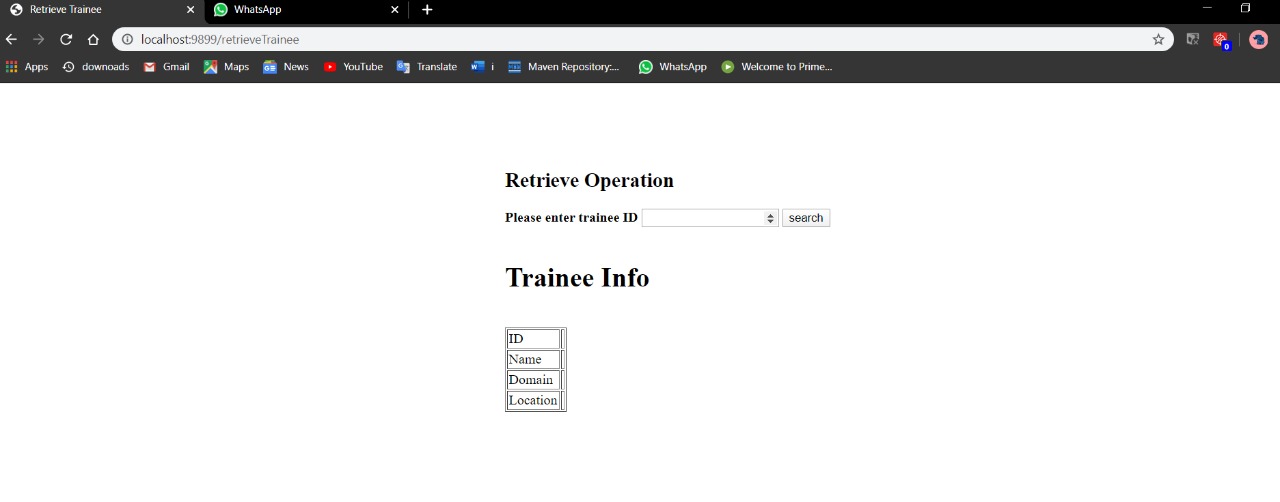 Retrieve Trainee
WhatsApp
localhost:9899/retrieveTrainee
0
Apps downoads Gmail Maps News YouTube Translate i Maven Repository:... WhatsApp Welcome to Prime...
Retrieve Operation
Please enter trainee ID search
Trainee Info
ID
Name
Domain
Location